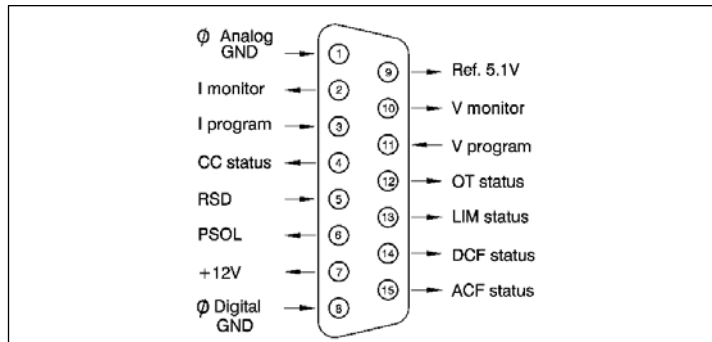 ϕ Analog
GND
1
I monitor
2
I program
3
CC status
4
RSD
5
PSOL
6
+12V
7
ϕ Digital
GND
8
9
Ref. 5.1V
10
V monitor
11
V program
12
OT status
13
LIM status
14
DCF status
15
ACF status